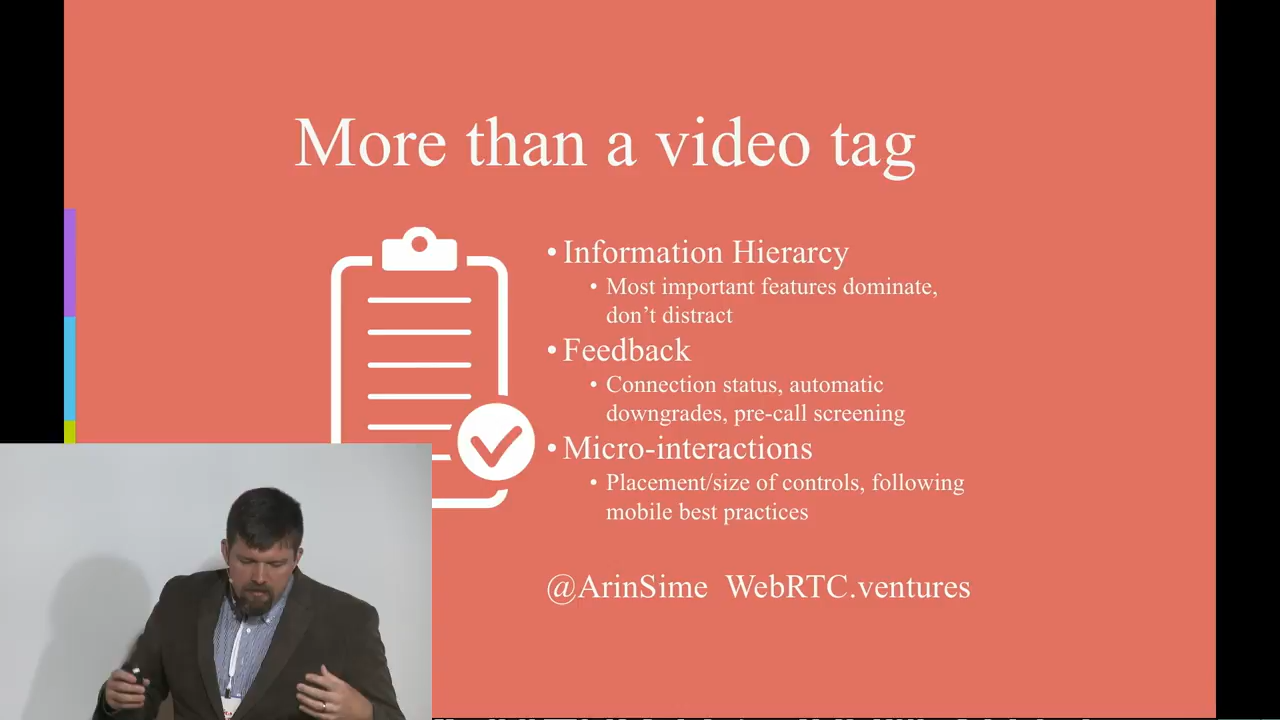 More than a video tag
• Information Hierarcy
• Most important features dominate,
don’t distract
• Feedback
• Connection status, automatic
downgrades, pre-call screening
• Micro-interactions
• Placement/size of controls, following
mobile best practices
@ArinSime WebRTC.ventures